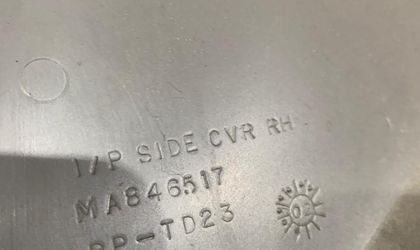 I/P SIDE CVR RH
MA846517
PP-TD23